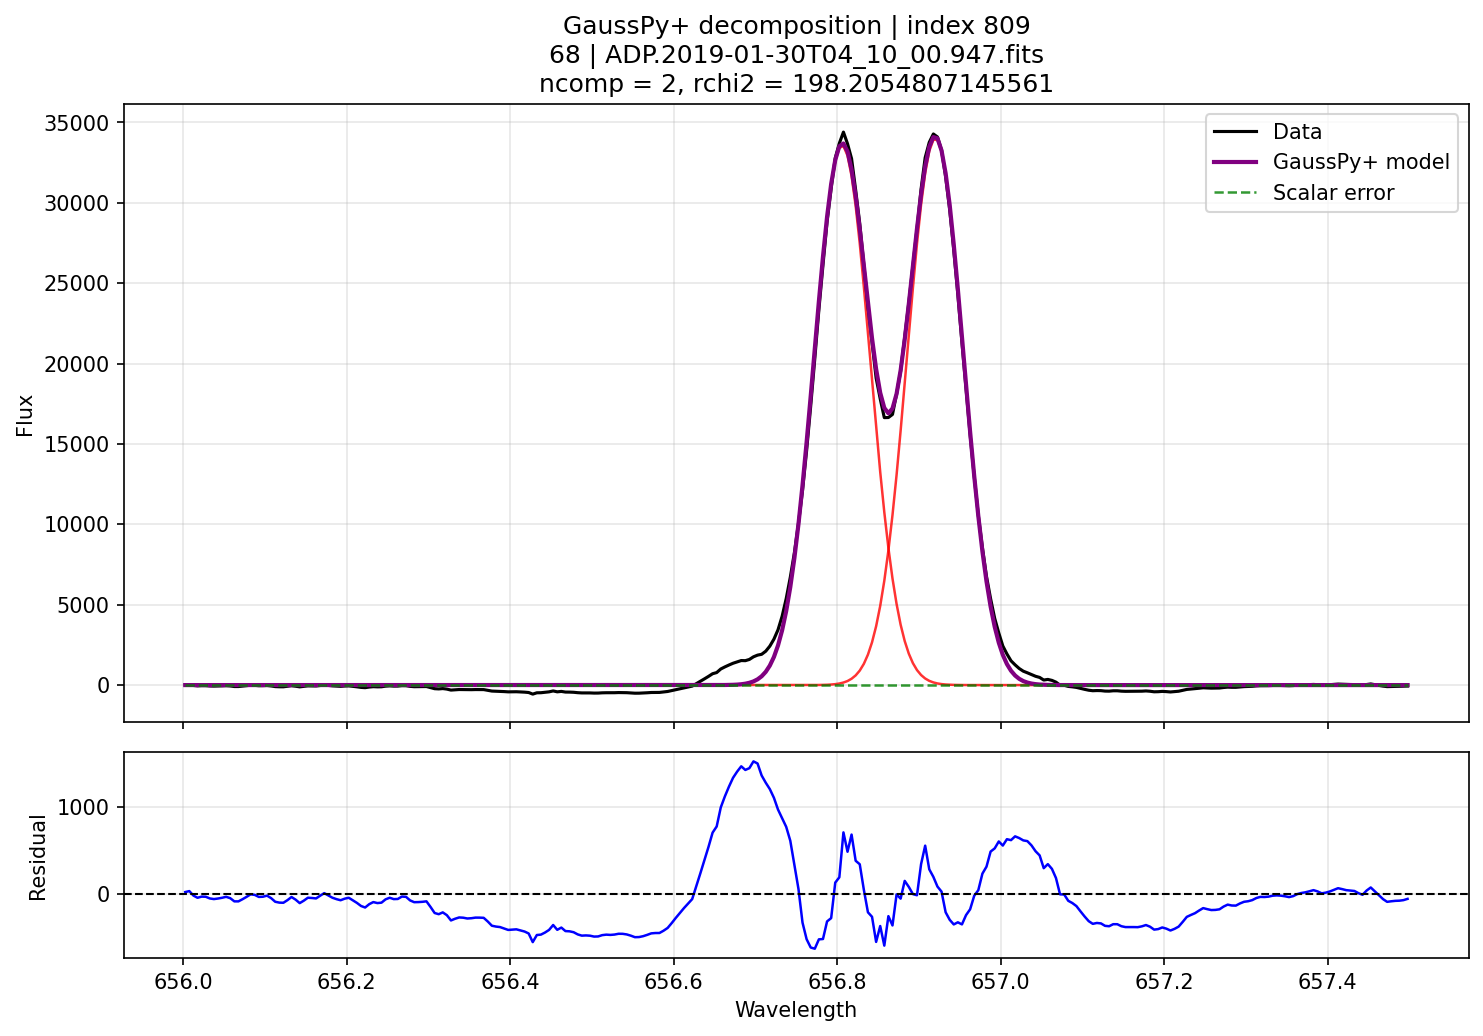 GaussPy+ decomposition | index 809
68 | ADP.2019-01-30T04_10_00.947.fits
ncomp = 2, rchi2 = 198.2054807145561
35000
30000
25000
20000
15000
10000
5000
0
Flux
Data
GaussPy+ model
Scalar error
1000
0
Residual
656.0 656.2 656.4 656.6 656.8 657.0 657.2 657.4
Wavelength